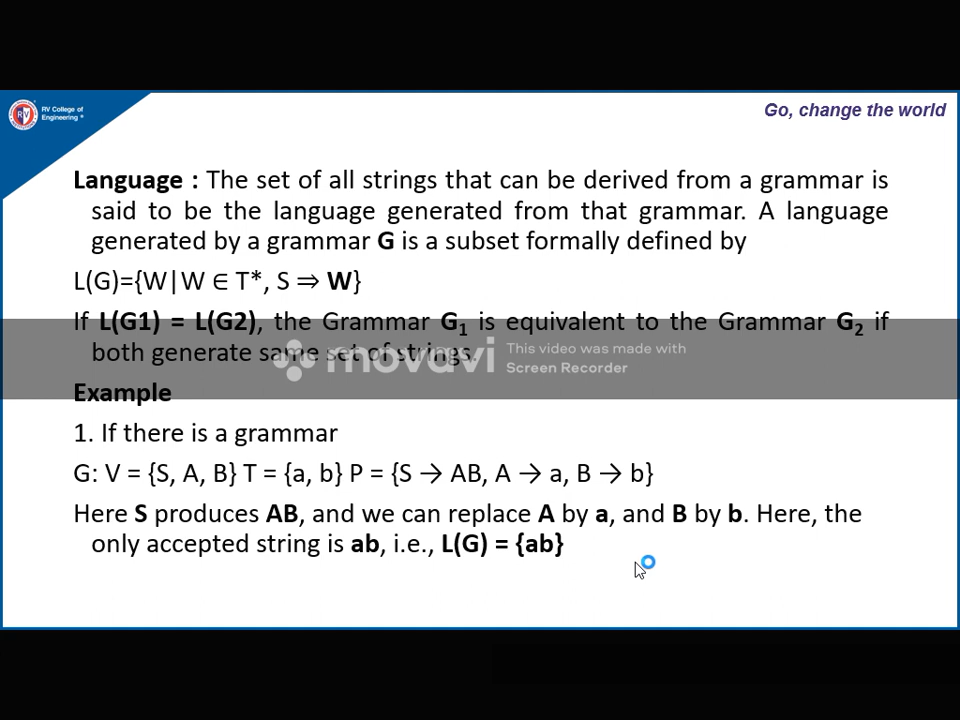 RV College of
Engineering ®
Go, change the world
Language : The set of all strings that can be derived from a grammar is
said to be the language generated from that grammar. A language
generated by a grammar G is a subset formally defined by
L(G)={W|W ∈ T*, S ⇒ W}
If L(G1) = L(G2), the Grammar G₁ is equivalent to the Grammar G₂ if
both generate same set of strings.
movavi
This video was made with
Screen Recorder
Example
1. If there is a grammar
G: V = {S, A, B} T = {a, b} P = {S → AB, A → a, B → b}
Here S produces AB, and we can replace A by a, and B by b. Here, the
only accepted string is ab, i.e., L(G) = {ab}